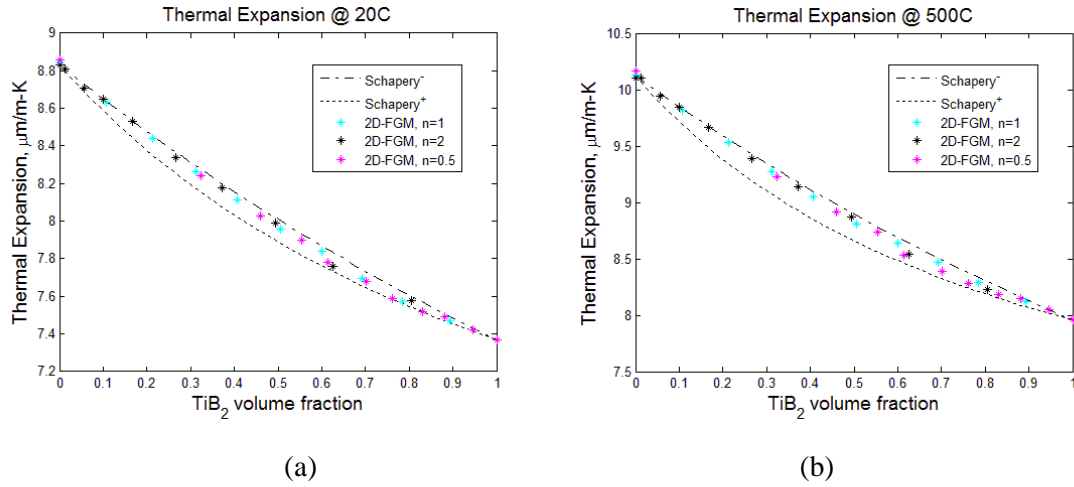 Thermal Expansion @ 20C
Thermal Expansion, μm/m-K
9
8.8
8.6
8.4
8.2
8
7.8
7.6
7.4
7.2
Schapery⁻
Schapery⁺
2D-FGM, n=1
2D-FGM, n=2
2D-FGM, n=0.5
0 0.1 0.2 0.3 0.4 0.5 0.6 0.7 0.8 0.9 1
TiB₂ volume fraction
(a)
Thermal Expansion @ 500C
Thermal Expansion, μm/m-K
10.5
10
9.5
9
8.5
8
7.5
Schapery⁻
Schapery⁺
2D-FGM, n=1
2D-FGM, n=2
2D-FGM, n=0.5
0 0.1 0.2 0.3 0.4 0.5 0.6 0.7 0.8 0.9 1
TiB₂ volume fraction
(b)